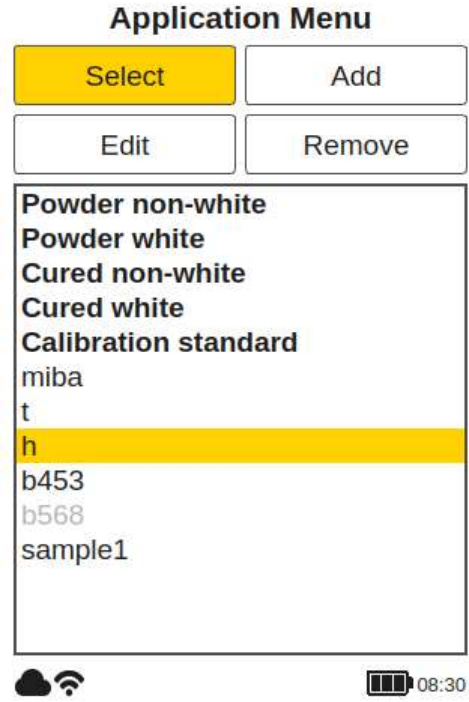 Application Menu
Select Add
Edit Remove
Powder non-white
Powder white
Cured non-white
Cured white
Calibration standard
miba
t
h
b453
b568
sample1
08:30